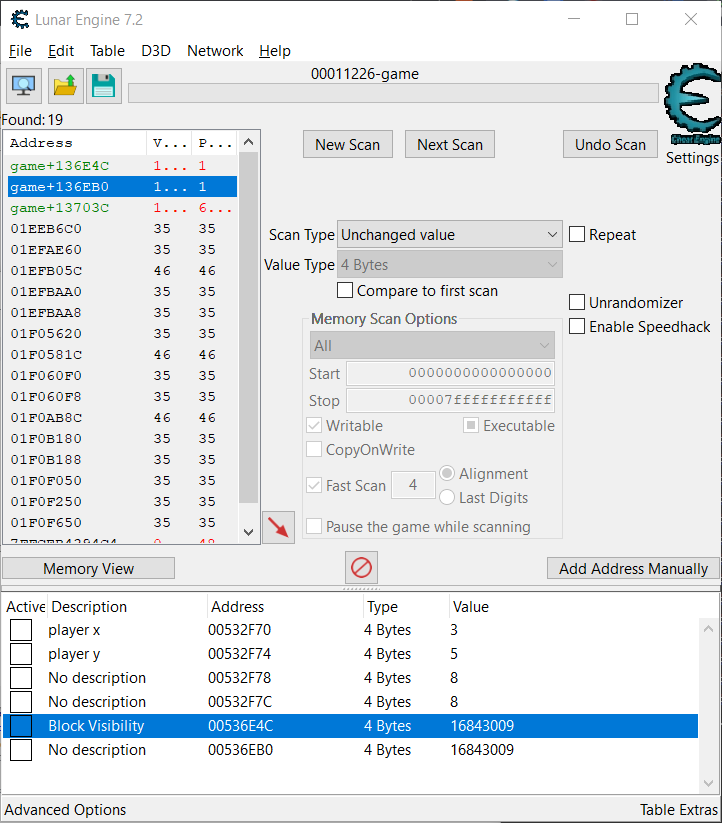 Lunar Engine 7.2
File Edit Table D3D Network Help
00011226-game
Cheat Engine
Found: 19
Settings
Address V... P...
game+136E4C 1... 1
game+136EB0 1... 1
game+13703C 1... 6...
01EEB6C0 35 35
01EFAE60 35 35
01EFB05C 46 46
01EFBAA0 35 35
01EFBAA8 35 35
01F05620 35 35
01F0581C 46 46
01F060F0 35 35
01F060F8 35 35
01F0AB8C 46 46
01F0B180 35 35
01F0B188 35 35
01F0F050 35 35
01F0F250 35 35
01F0F650 35 35
New Scan Next Scan Undo Scan
Scan Type Unchanged value Repeat
Value Type 4 Bytes
Compare to first scan
Unrandomizer
Enable Speedhack
Memory Scan Options
All
Start 0000000000000000
Stop 00007fffffffffff
Writable Executable
CopyOnWrite
Fast Scan 4 Alignment
Last Digits
Pause the game while scanning
Memory View Add Address Manually
Active Description Address Type Value
player x 00532F70 4 Bytes 3
player y 00532F74 4 Bytes 5
No description 00532F78 4 Bytes 8
No description 00532F7C 4 Bytes 8
Block Visibility 00536E4C 4 Bytes 16843009
No description 00536EB0 4 Bytes 16843009
Advanced Options Table Extras